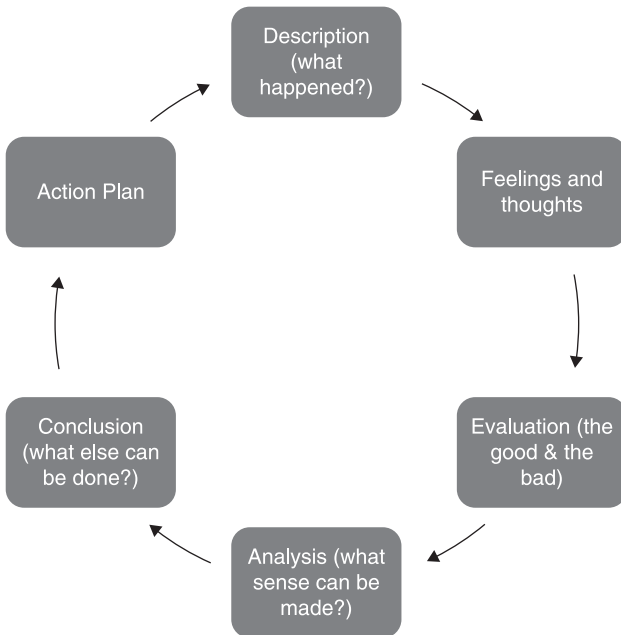 Description
(what
happened?)
Feelings and
thoughts
Evaluation (the
good & the
bad)
Analysis (what
sense can be
made?)
Conclusion
(what else can
be done?)
Action Plan